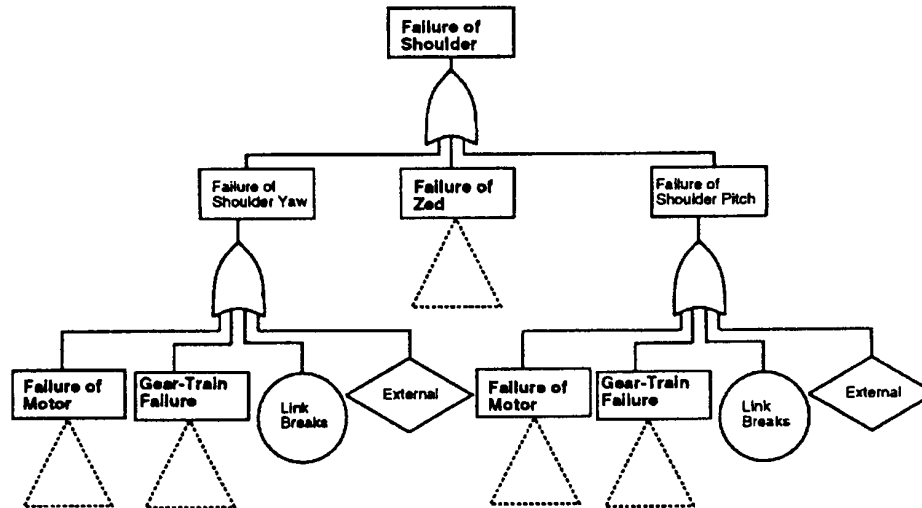 Failure of
Shoulder
Failure of
Shoulder Yaw
Failure of
Zed
Failure of
Shoulder Pitch
Failure of
Motor
Gear-Train
Failure
Link
Breaks
External
Failure of
Motor
Gear-Train
Failure
Link
Breaks
External